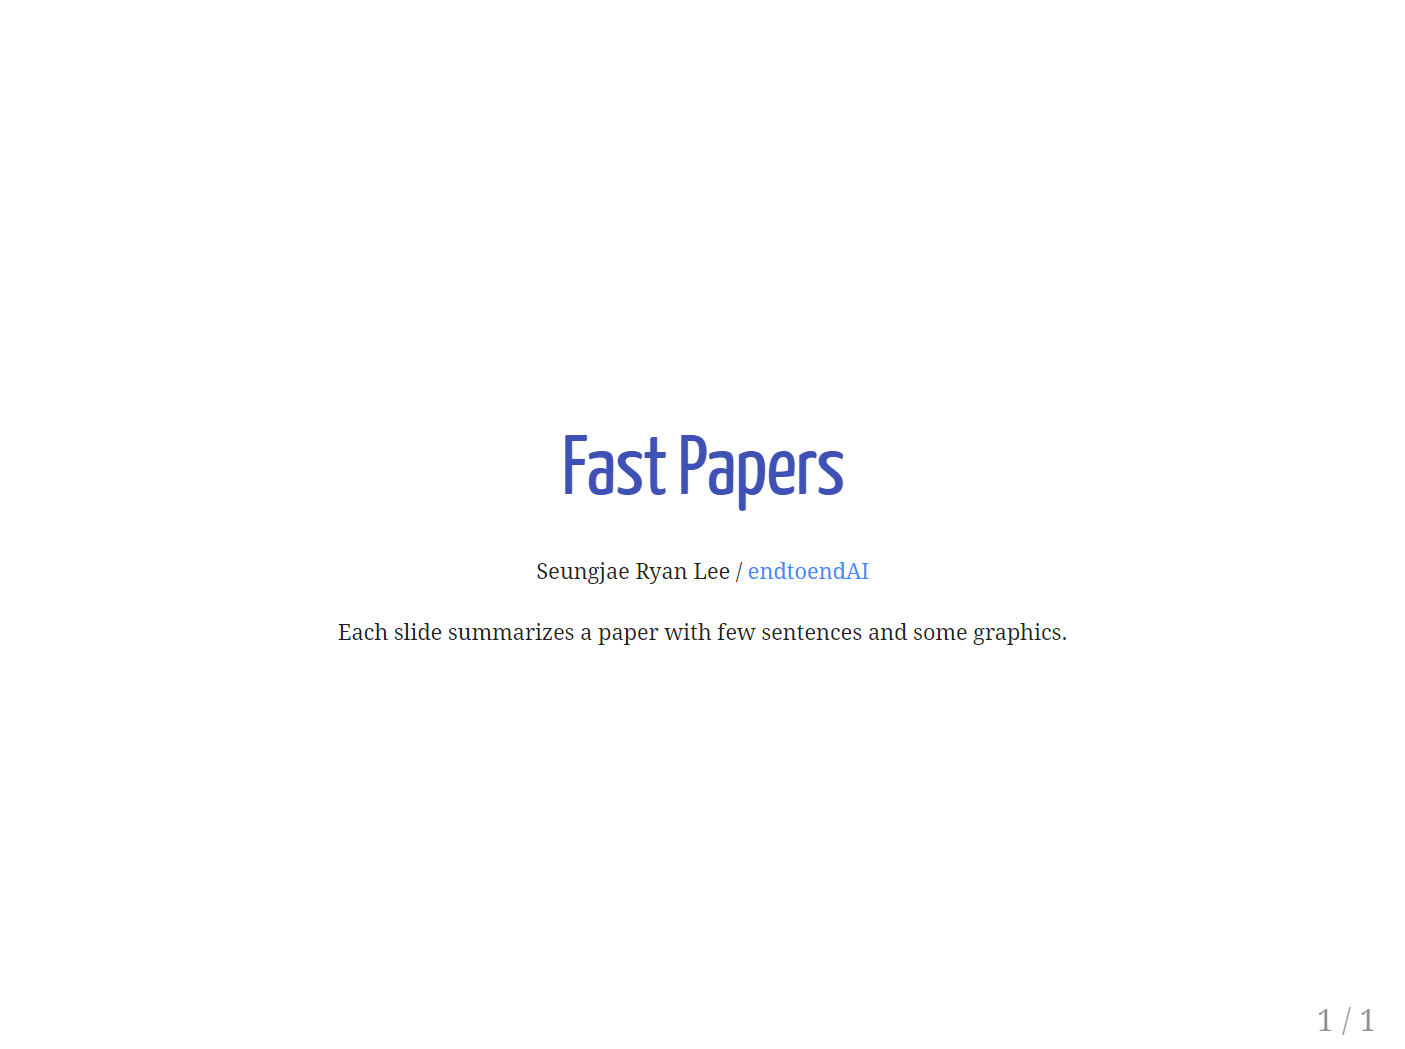 Fast Papers
Seungjae Ryan Lee / endtoendAI
Each slide summarizes a paper with few sentences and some graphics.
1 / 1